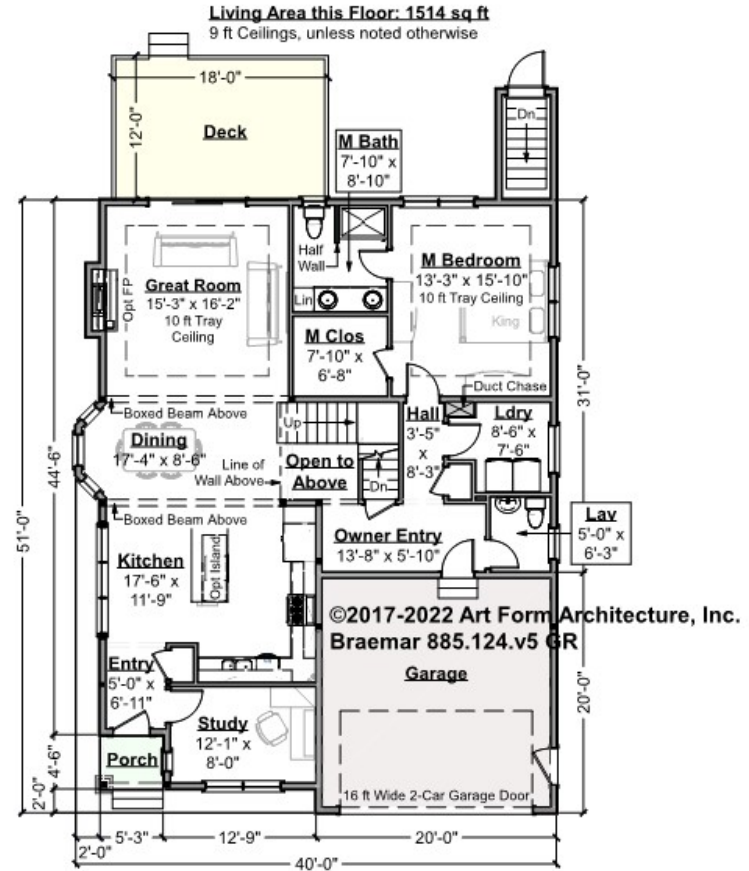 Living Area this Floor: 1514 sq ft
9 ft Ceilings, unless noted otherwise
18'-0"
12'-0"
Deck
Dn
M Bath
7'-10" x
8'-10"
Half
Wall
Lin
M Bedroom
13'-3" x 15'-10"
10 ft Tray Ceiling
King
Great Room
15'-3" x 16'-2"
10 ft Tray
Ceiling
Opt FP
M Clos
7'-10" x
6'-8"
Duct Chase
31'-0"
Boxed Beam Above
Up
Hall
3'-5"
x
8'-3"
Ldry
8'-6" x
7'-6"
Dining
17'-4" x 8'-6"
Line of
Wall Above
Open to
Above
Dn
44'-6"
51'-0"
Boxed Beam Above
Owner Entry
13'-8" x 5'-10"
Lav
5'-0" x
6'-3"
Kitchen
17'-6" x
11'-9"
Opt Island
©2017-2022 Art Form Architecture, Inc.
Braemar 885.124.v5 GR
Garage
Entry
5'-0" x
6'-11"
20'-0"
Study
12'-1" x
8'-0"
Porch
4'-6"
2'-0"
16 ft Wide 2-Car Garage Door
5'-3"
12'-9"
20'-0"
2'-0"
40'-0"